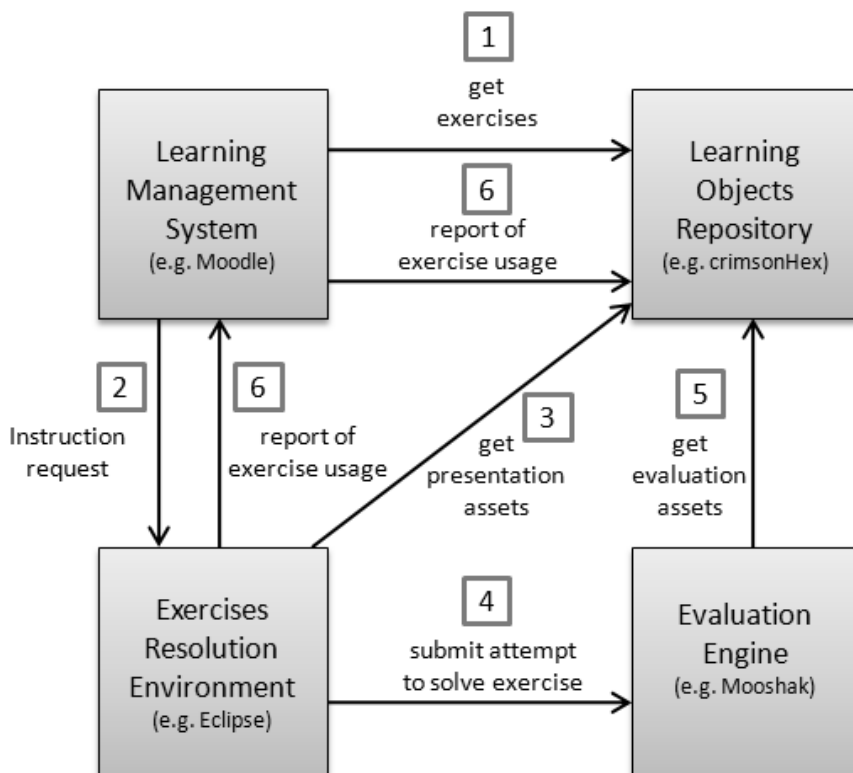 1
get
exercises
Learning
Management
System
(e.g. Moodle)
6
report of
exercise usage
Learning
Objects
Repository
(e.g. crimsonHex)
2
Instruction
request
6
report of
exercise usage
3
get
presentation
assets
5
get
evaluation
assets
Exercises
Resolution
Environment
(e.g. Eclipse)
4
submit attempt
to solve exercise
Evaluation
Engine
(e.g. Mooshak)